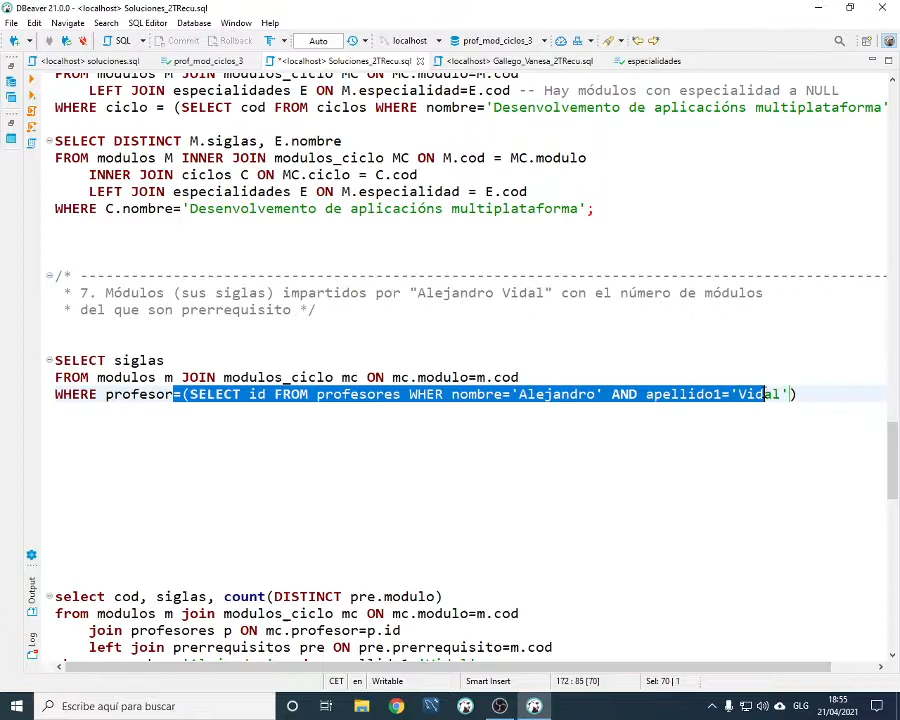 DBeaver 21.0.0 - <localhost> Soluciones_2TRecu.sql
File Edit Navigate Search SQL Editor Database Window Help
SQL Commit Rollback T Auto localhost prof_mod_ciclos_3
<localhost> soluciones.sql prof_mod_ciclos_3 *<localhost> Soluciones_2TRecu.sql <localhost> Gallego_Vanesa_2TRecu.sql especialidades
FROM modulos M JOIN modulos_ciclo MC ON MC.modulo=M.cod
LEFT JOIN especialidades E ON M.especialidad=E.cod -- Hay módulos con especialidad a NULL
WHERE ciclo = (SELECT cod FROM ciclos WHERE nombre='Desenvolvemento de aplicacións multiplataforma'
SELECT DISTINCT M.siglas, E.nombre
FROM modulos M INNER JOIN modulos_ciclo MC ON M.cod = MC.modulo
INNER JOIN ciclos C ON MC.ciclo = C.cod
LEFT JOIN especialidades E ON M.especialidad = E.cod
WHERE C.nombre='Desenvolvemento de aplicacións multiplataforma';
/* ------------------------------------------------------------------------------------------------
* 7. Módulos (sus siglas) impartidos por "Alejandro Vidal" con el número de módulos
* del que son prerrequisito */
SELECT siglas
FROM modulos m JOIN modulos_ciclo mc ON mc.modulo=m.cod
WHERE profesor=(SELECT id FROM profesores WHER nombre='Alejandro' AND apellido1='Vidal')
select cod, siglas, count(DISTINCT pre.modulo)
from modulos m join modulos_ciclo mc ON mc.modulo=m.cod
join profesores p ON mc.profesor=p.id
left join prerrequisitos pre ON pre.prerrequisito=m.cod
Output
Log
CET en Writable Smart Insert 172 : 85 [70] Sel: 70 | 1
Escribe aquí para buscar
GLG
18:55
21/04/2021